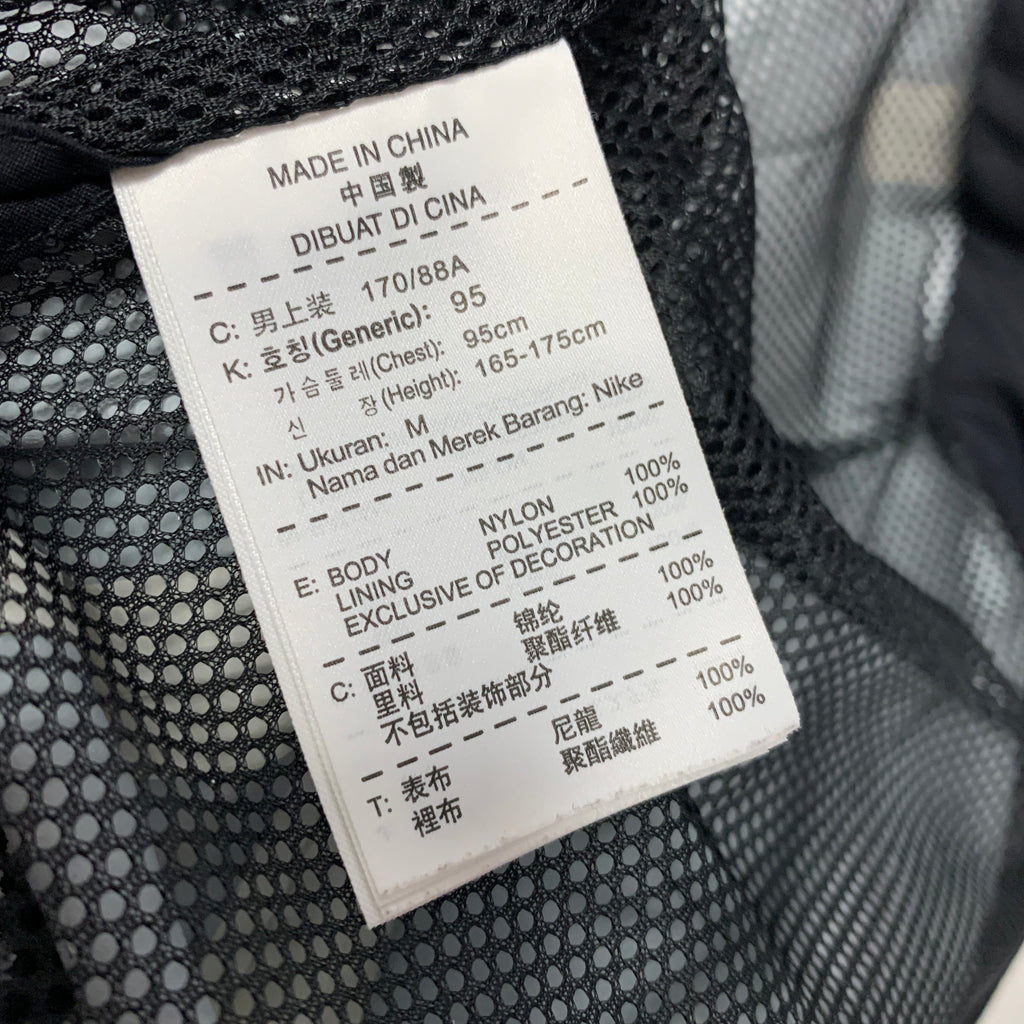 MADE IN CHINA
中国製
DIBUAT DI CINA
C: 男上装 170/88A
K: 호칭(Generic): 95
가슴둘레(Chest): 95cm
신 장(Height): 165-175cm
IN: Ukuran: M
Nama dan Merek Barang: Nike
E: BODY NYLON 100%
LINING POLYESTER 100%
EXCLUSIVE OF DECORATION
C: 面料 锦纶 100%
里料 聚酯纤维 100%
不包括装饰部分
T: 表布 尼龍 100%
裡布 聚酯纖維 100%